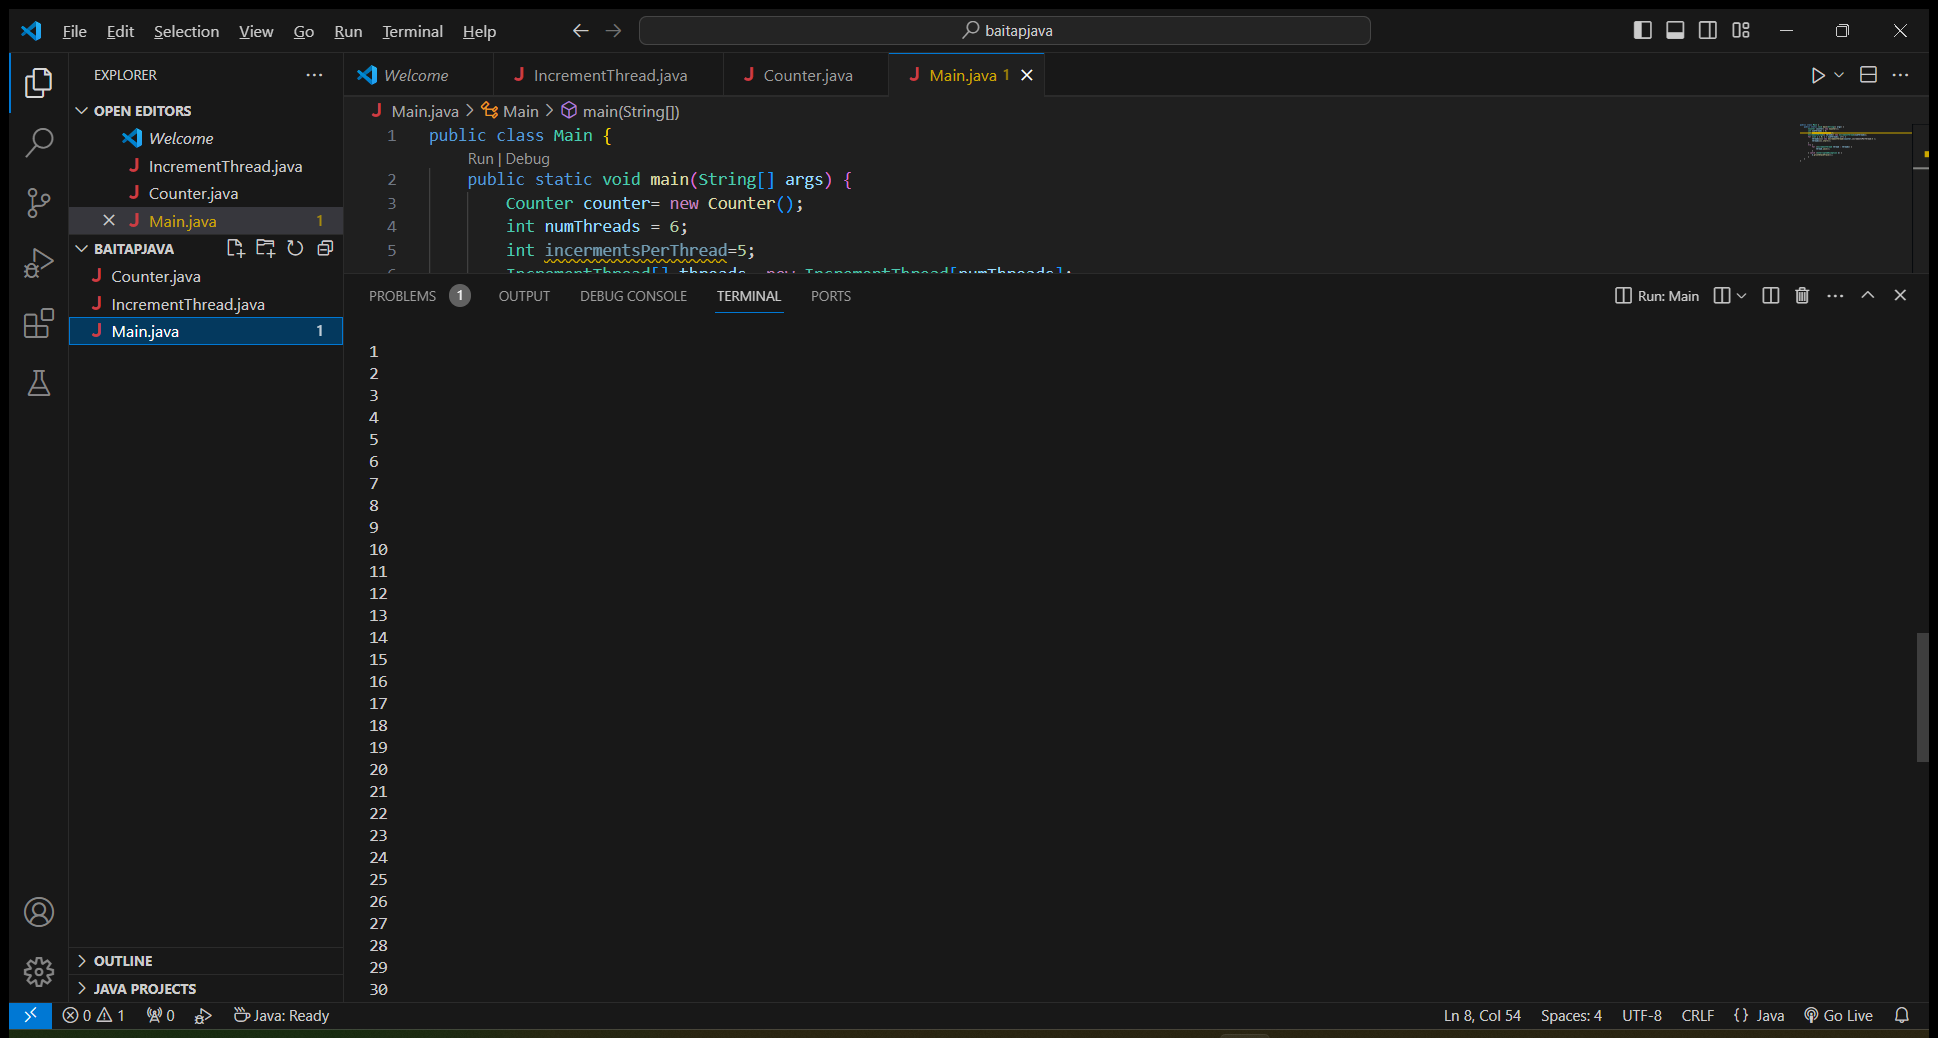 File Edit Selection View Go Run Terminal Help baitapjava
EXPLORER
OPEN EDITORS
Welcome
IncrementThread.java
Counter.java
Main.java 1
BAITAPJAVA
Counter.java
IncrementThread.java
Main.java 1
OUTLINE
JAVA PROJECTS
Welcome IncrementThread.java Counter.java Main.java 1
Main.java > Main > main(String[])
1 public class Main {
Run | Debug
2 public static void main(String[] args) {
3 Counter counter= new Counter();
4 int numThreads = 6;
5 int incermentsPerThread=5;
6 IncrementThread[] threads= new IncrementThread[numThreads];
PROBLEMS 1 OUTPUT DEBUG CONSOLE TERMINAL PORTS Run: Main
1
2
3
4
5
6
7
8
9
10
11
12
13
14
15
16
17
18
19
20
21
22
23
24
25
26
27
28
29
30
0 1 0 Java: Ready Ln 8, Col 54 Spaces: 4 UTF-8 CRLF {} Java Go Live